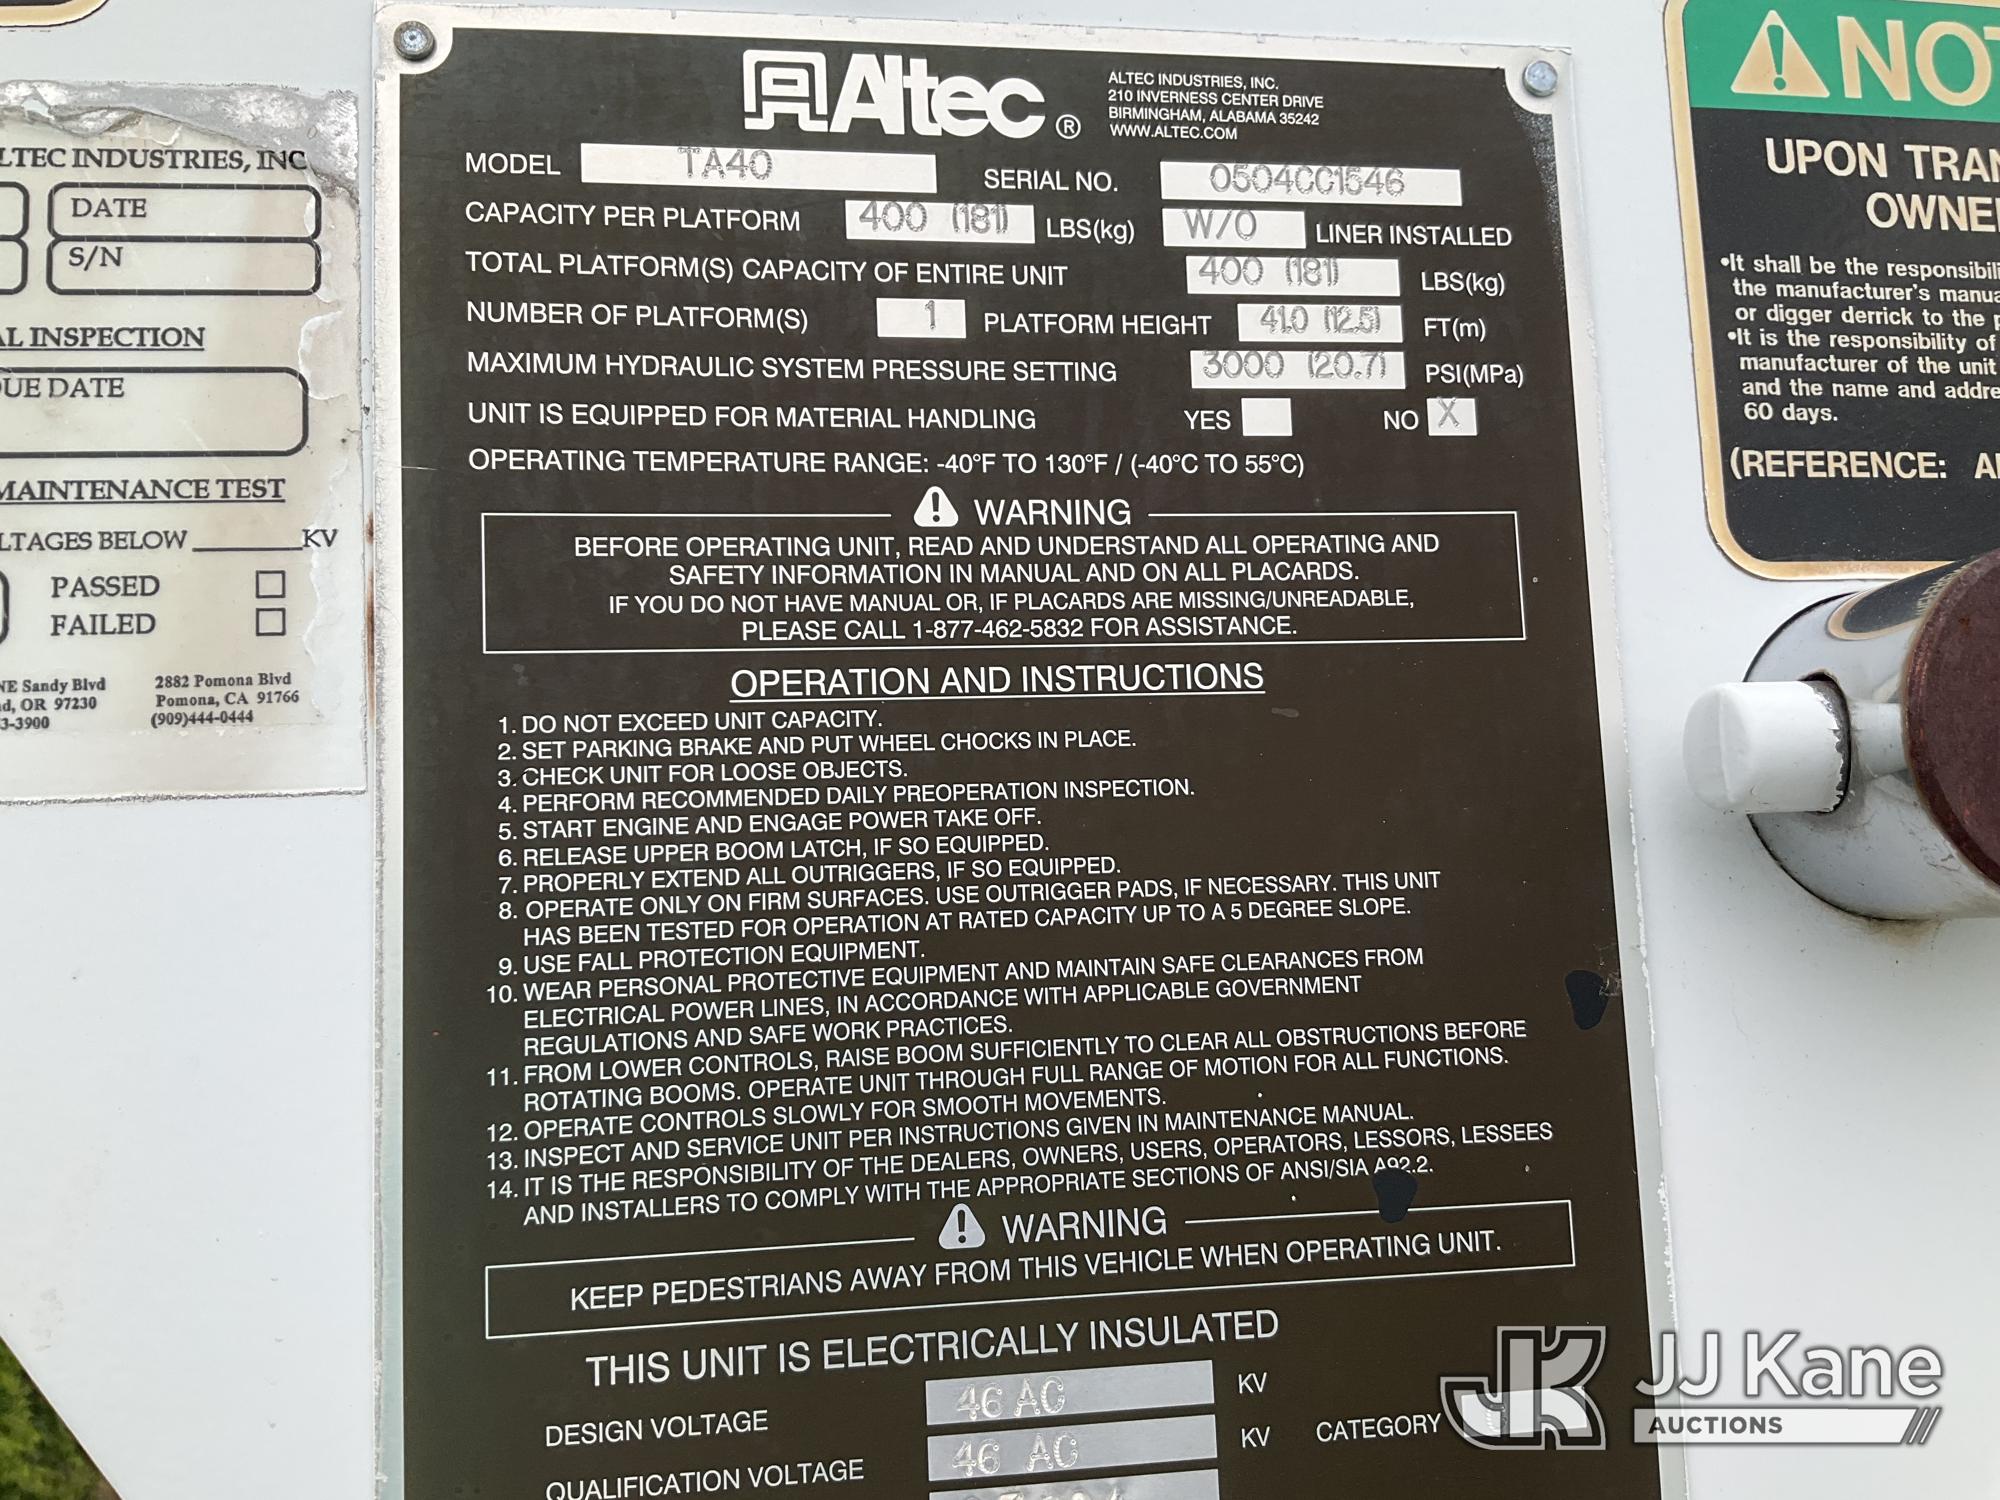 LTEC INDUSTRIES, INC
DATE
S/N
AL INSPECTION
UE DATE
MAINTENANCE TEST
LTAGES BELOW ______ KV
PASSED
FAILED
NE Sandy Blvd
d, OR 97230
3-3900
2882 Pomona Blvd
Pomona, CA 91766
(909)444-0444
Altec ®
ALTEC INDUSTRIES, INC.
210 INVERNESS CENTER DRIVE
BIRMINGHAM, ALABAMA 35242
WWW.ALTEC.COM
MODEL TA40 SERIAL NO. 0504CC1546
CAPACITY PER PLATFORM 400 (181) LBS(kg) W/O LINER INSTALLED
TOTAL PLATFORM(S) CAPACITY OF ENTIRE UNIT 400 (181) LBS(kg)
NUMBER OF PLATFORM(S) 1 PLATFORM HEIGHT 41.0 (12.5) FT(m)
MAXIMUM HYDRAULIC SYSTEM PRESSURE SETTING 3000 (20.7) PSI(MPa)
UNIT IS EQUIPPED FOR MATERIAL HANDLING YES NO X
OPERATING TEMPERATURE RANGE: -40°F TO 130°F / (-40°C TO 55°C)
WARNING
BEFORE OPERATING UNIT, READ AND UNDERSTAND ALL OPERATING AND
SAFETY INFORMATION IN MANUAL AND ON ALL PLACARDS.
IF YOU DO NOT HAVE MANUAL OR, IF PLACARDS ARE MISSING/UNREADABLE,
PLEASE CALL 1-877-462-5832 FOR ASSISTANCE.
OPERATION AND INSTRUCTIONS
1. DO NOT EXCEED UNIT CAPACITY.
2. SET PARKING BRAKE AND PUT WHEEL CHOCKS IN PLACE.
3. CHECK UNIT FOR LOOSE OBJECTS.
4. PERFORM RECOMMENDED DAILY PREOPERATION INSPECTION.
5. START ENGINE AND ENGAGE POWER TAKE OFF.
6. RELEASE UPPER BOOM LATCH, IF SO EQUIPPED.
7. PROPERLY EXTEND ALL OUTRIGGERS, IF SO EQUIPPED.
8. OPERATE ONLY ON FIRM SURFACES. USE OUTRIGGER PADS, IF NECESSARY. THIS UNIT
HAS BEEN TESTED FOR OPERATION AT RATED CAPACITY UP TO A 5 DEGREE SLOPE.
9. USE FALL PROTECTION EQUIPMENT.
10. WEAR PERSONAL PROTECTIVE EQUIPMENT AND MAINTAIN SAFE CLEARANCES FROM
ELECTRICAL POWER LINES, IN ACCORDANCE WITH APPLICABLE GOVERNMENT
REGULATIONS AND SAFE WORK PRACTICES.
11. FROM LOWER CONTROLS, RAISE BOOM SUFFICIENTLY TO CLEAR ALL OBSTRUCTIONS BEFORE
ROTATING BOOMS. OPERATE UNIT THROUGH FULL RANGE OF MOTION FOR ALL FUNCTIONS.
12. OPERATE CONTROLS SLOWLY FOR SMOOTH MOVEMENTS.
13. INSPECT AND SERVICE UNIT PER INSTRUCTIONS GIVEN IN MAINTENANCE MANUAL.
14. IT IS THE RESPONSIBILITY OF THE DEALERS, OWNERS, USERS, OPERATORS, LESSORS, LESSEES
AND INSTALLERS TO COMPLY WITH THE APPROPRIATE SECTIONS OF ANSI/SIA A92.2.
WARNING
KEEP PEDESTRIANS AWAY FROM THIS VEHICLE WHEN OPERATING UNIT.
THIS UNIT IS ELECTRICALLY INSULATED
DESIGN VOLTAGE 46 AC KV
QUALIFICATION VOLTAGE 46 AC KV CATEGORY
NOT
UPON TRAN
OWNE
•It shall be the responsibili
the manufacturer's manua
or digger derrick to the p
•It is the responsibility of
manufacturer of the unit
and the name and addre
60 days.
(REFERENCE: A
JK JJ Kane
AUCTIONS